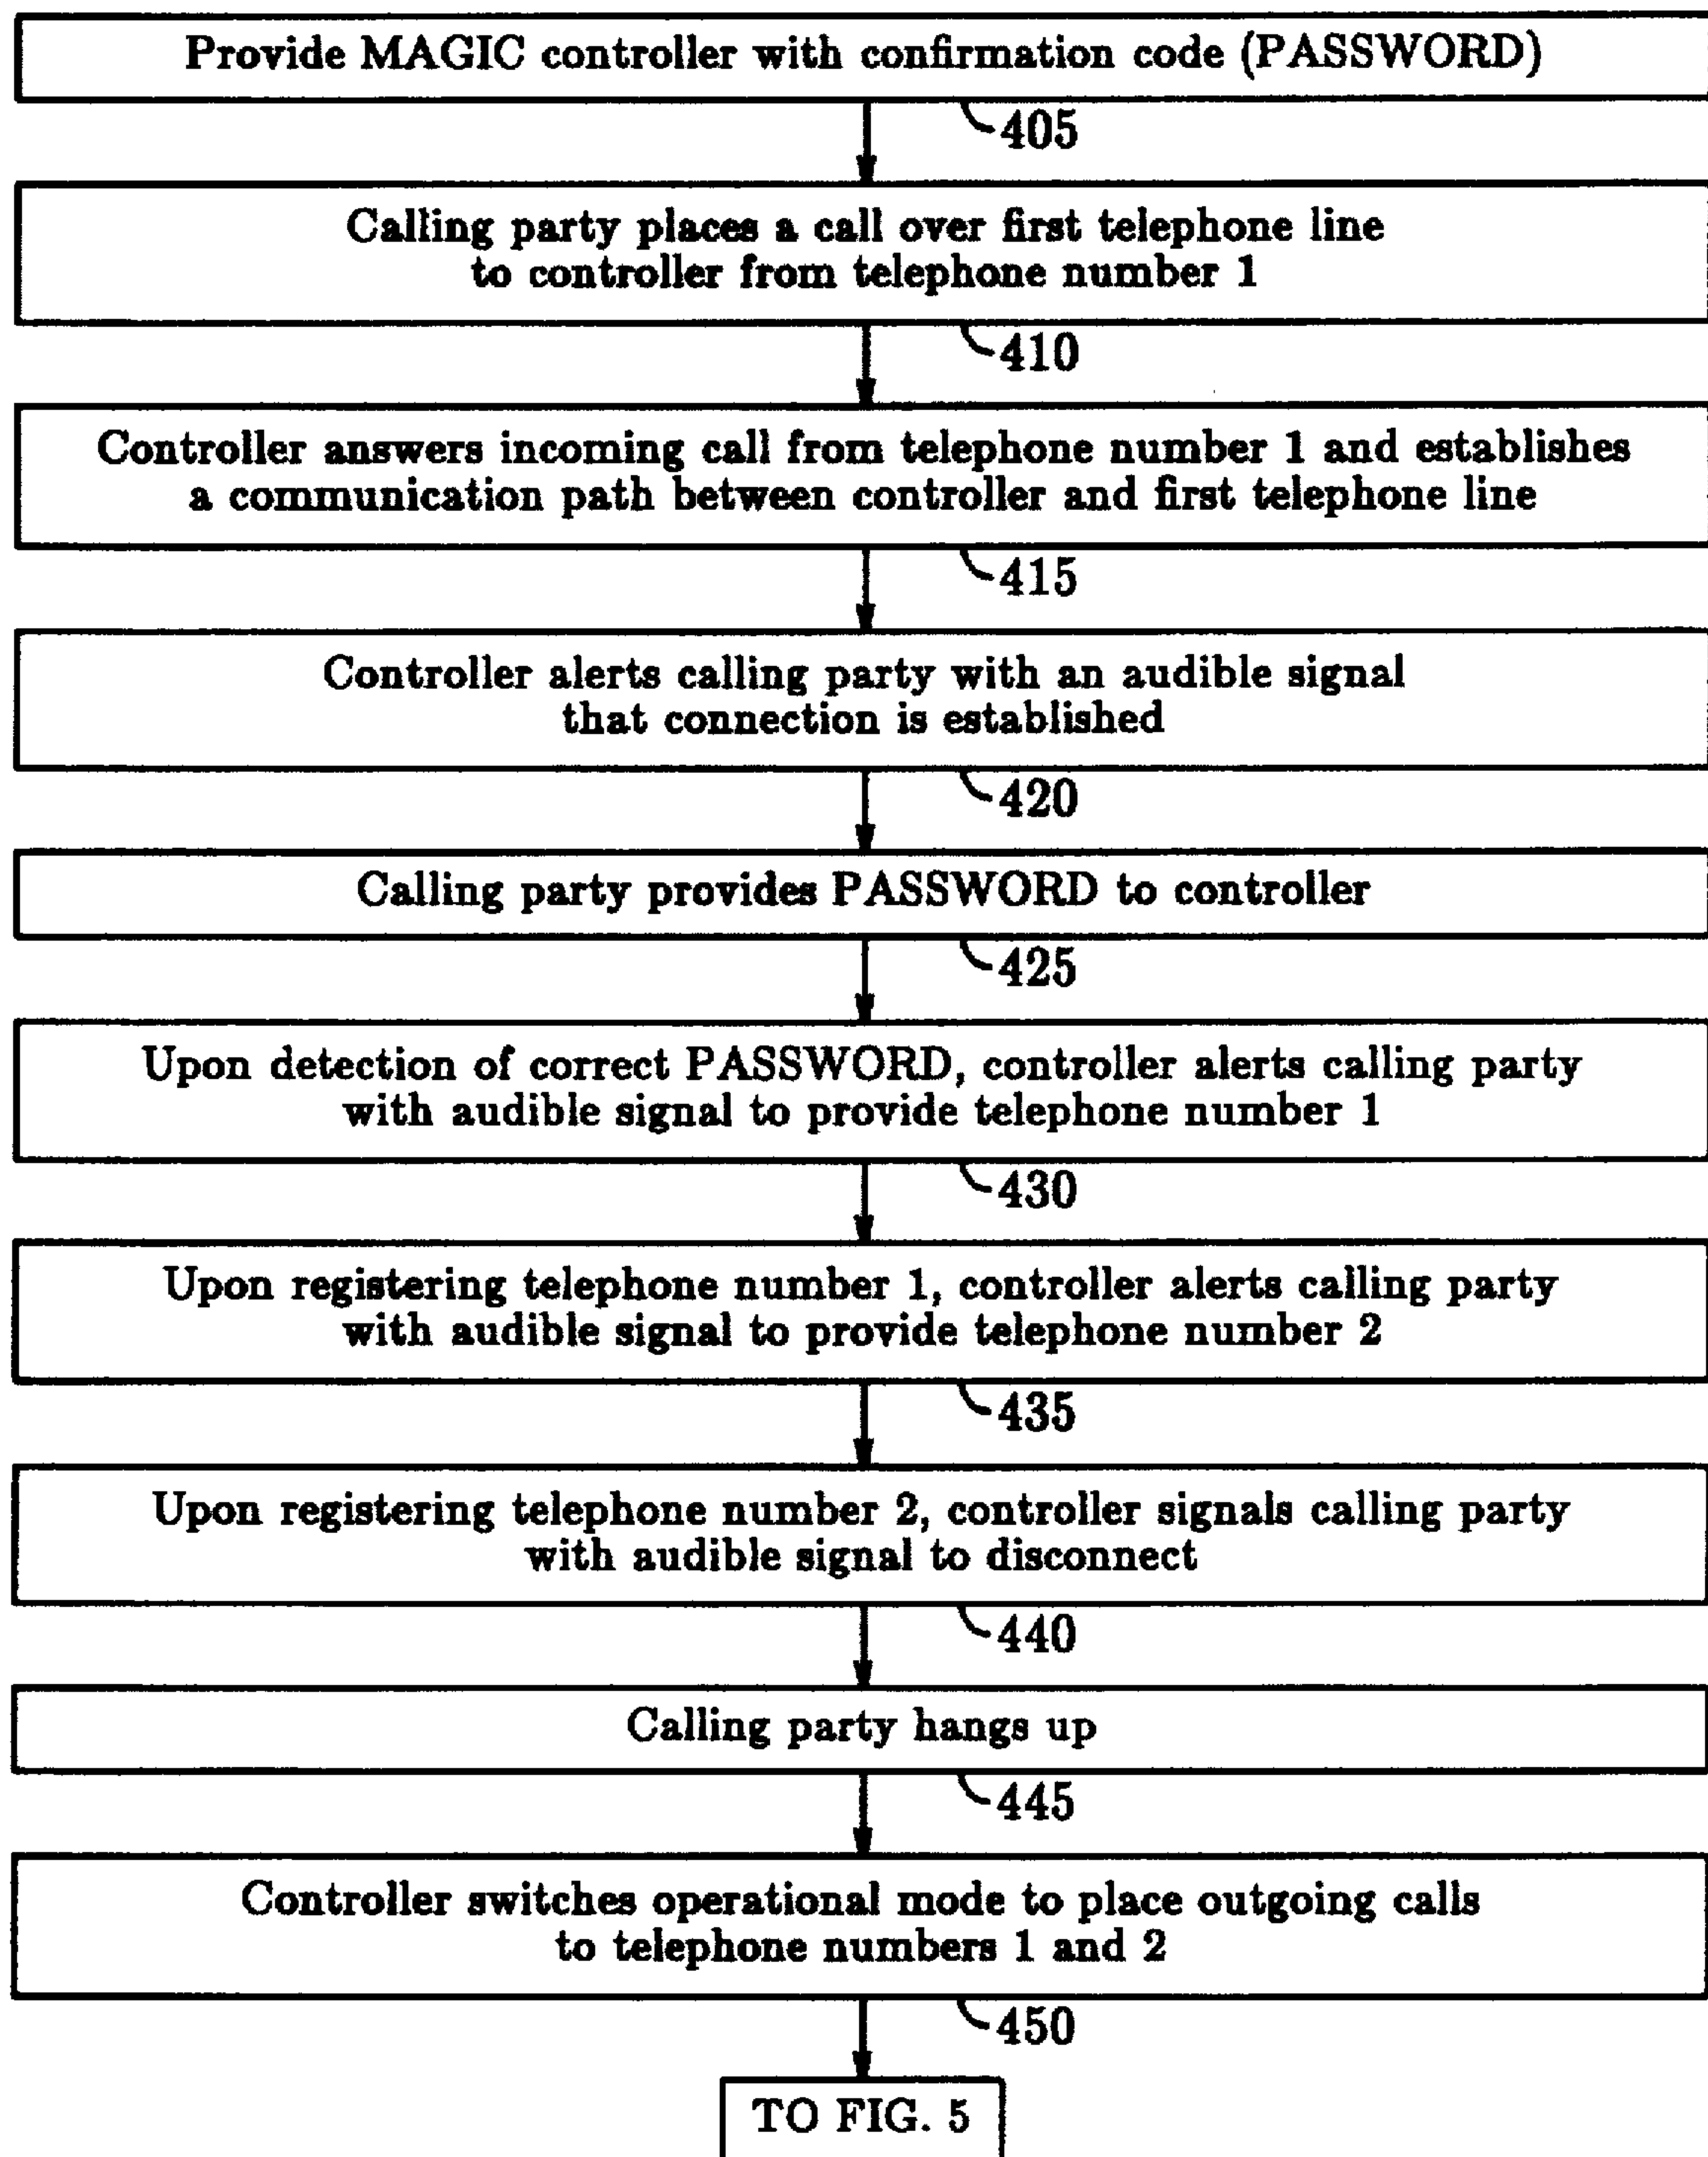 Provide MAGIC controller with confirmation code (PASSWORD)
405
Calling party places a call over first telephone line
to controller from telephone number 1
410
Controller answers incoming call from telephone number 1 and establishes
a communication path between controller and first telephone line
415
Controller alerts calling party with an audible signal
that connection is established
420
Calling party provides PASSWORD to controller
425
Upon detection of correct PASSWORD, controller alerts calling party
with audible signal to provide telephone number 1
430
Upon registering telephone number 1, controller alerts calling party
with audible signal to provide telephone number 2
435
Upon registering telephone number 2, controller signals calling party
with audible signal to disconnect
440
Calling party hangs up
445
Controller switches operational mode to place outgoing calls
to telephone numbers 1 and 2
450
TO FIG. 5